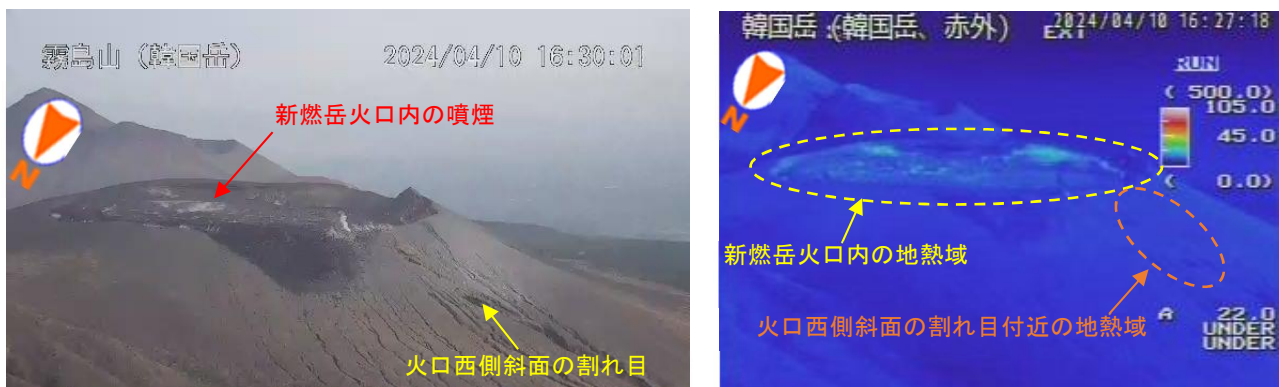 霧島山 (韓国岳)
2024/04/10 16:30:01
新燃岳火口内の噴煙
N
火口西側斜面の割れ目
韓国岳:(韓国岳、赤外)
2024/04/10 16:27:18
EXT
RUN
N
( 500.0)
105.0
45.0
( 0.0)
新燃岳火口内の地熱域
火口西側斜面の割れ目付近の地熱域
A 22.0
UNDER
UNDER